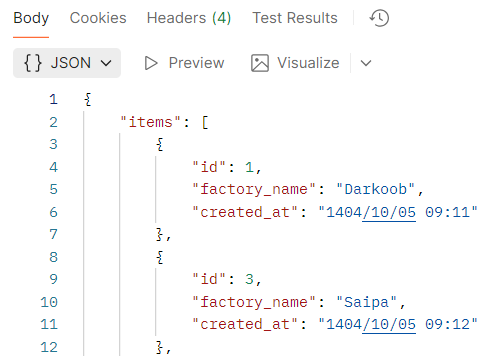 Body Cookies Headers (4) Test Results
{} JSON Preview Visualize
1 {
2 "items": [
3 {
4 "id": 1,
5 "factory_name": "Darkoob",
6 "created_at": "1404/10/05 09:11"
7 },
8 {
9 "id": 3,
10 "factory_name": "Saipa",
11 "created_at": "1404/10/05 09:12"
12 },